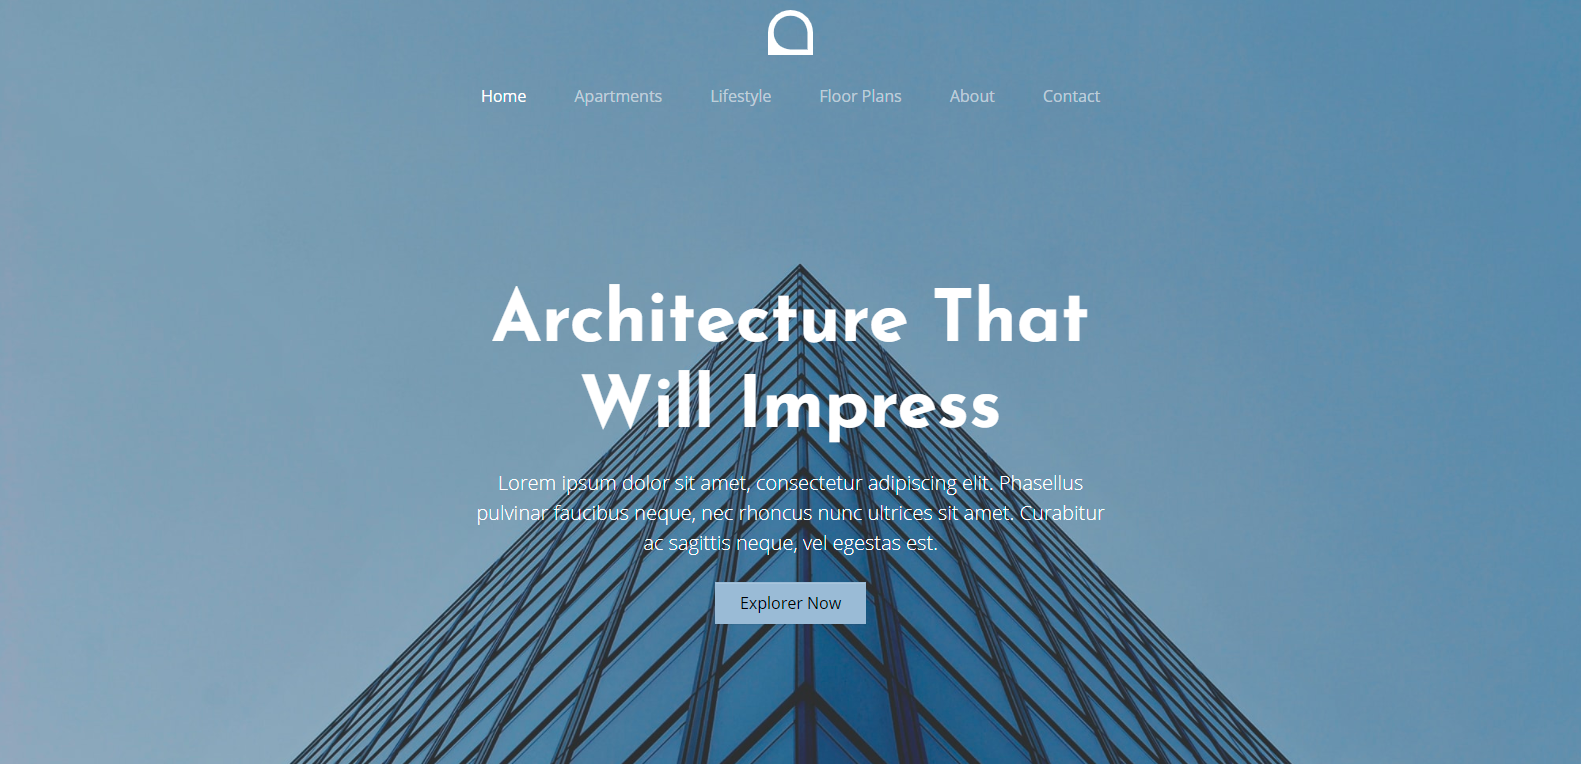 Home Apartments Lifestyle Floor Plans About Contact
Architecture That
Will Impress
Lorem ipsum dolor sit amet, consectetur adipiscing elit. Phasellus
pulvinar faucibus neque, nec rhoncus nunc ultrices sit amet. Curabitur
ac sagittis neque, vel egestas est.
Explorer Now